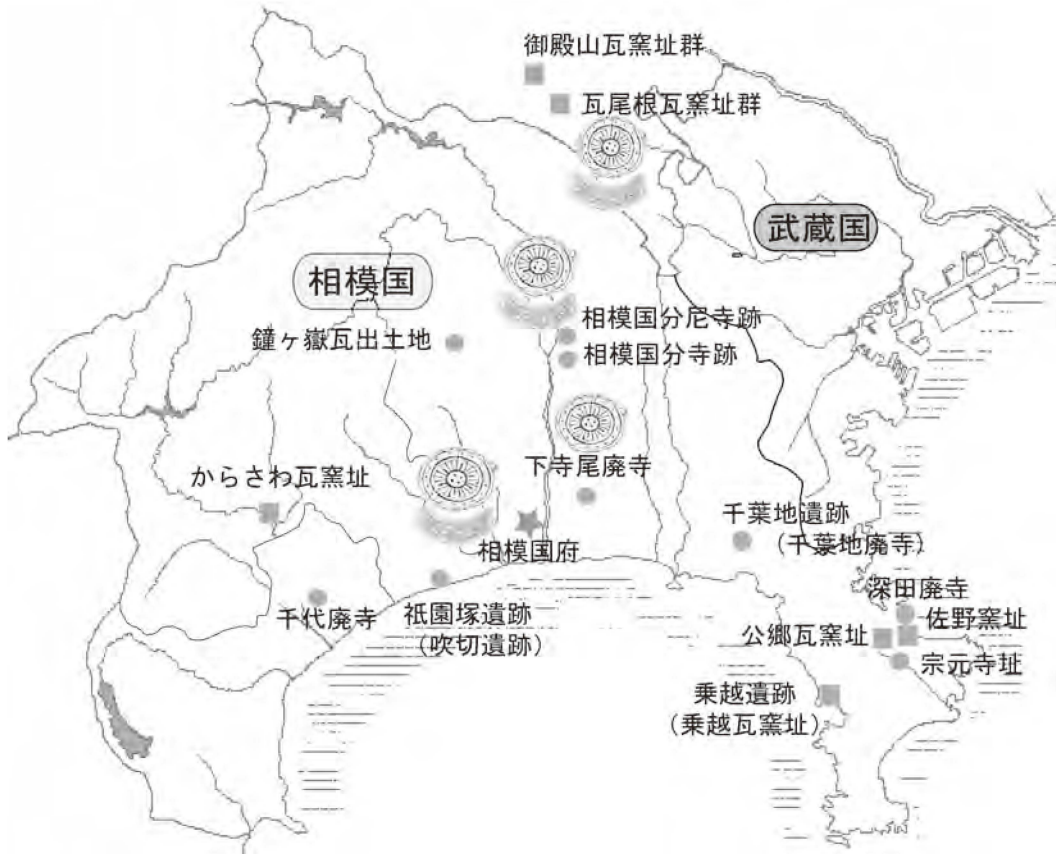 御殿山瓦窯址群
瓦尾根瓦窯址群
武蔵国
相模国
相模国分尼寺跡
鐘ヶ嶽瓦出土地
相模国分寺跡
下寺尾廃寺
からさわ瓦窯址
千葉地遺跡
(千葉地廃寺)
相模国府
深田廃寺
千代廃寺
祇園塚遺跡
(吹切遺跡)
佐野窯址
公郷瓦窯址
宗元寺址
乗越遺跡
(乗越瓦窯址)